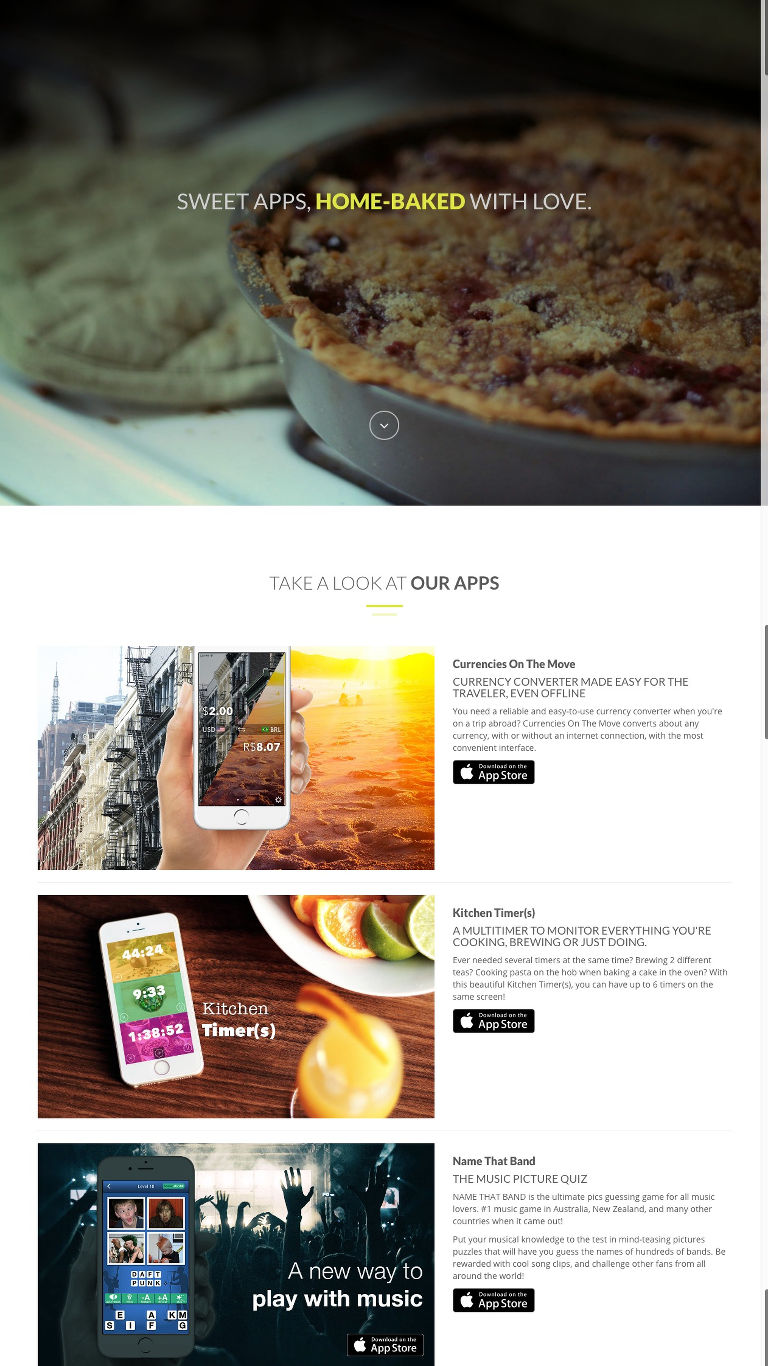 SWEET APPS, HOME-BAKED WITH LOVE.
TAKE A LOOK AT OUR APPS
$2.00
USD
BRL
R$8.07
Currencies On The Move
CURRENCY CONVERTER MADE EASY FOR THE
TRAVELER, EVEN OFFLINE
You need a reliable and easy-to-use currency converter when you're
on a trip abroad? Currencies On The Move converts about any
currency, with or without an internet connection, with the most
convenient interface.
Download on the
App Store
44:24
9:33
1:38:52
Kitchen
Timer(s)
Kitchen Timer(s)
A MULTITIMER TO MONITOR EVERYTHING YOU'RE
COOKING, BREWING OR JUST DOING.
Ever needed several timers at the same time? Brewing 2 different
teas? Cooking pasta on the hob when baking a cake in the oven? With
this beautiful Kitchen Timer(s), you can have up to 6 timers on the
same screen!
Download on the
App Store
DAFT
PUNK
E A K M
S I F G
A new way to
play with music
Download on the
App Store
Name That Band
THE MUSIC PICTURE QUIZ
NAME THAT BAND is the ultimate pics guessing game for all music
lovers. #1 music game in Australia, New Zealand, and many other
countries when it came out!
Put your musical knowledge to the test in mind-teasing pictures
puzzles that will have you guess the names of hundreds of bands. Be
rewarded with cool song clips, and challenge other fans from all
around the world!
Download on the
App Store